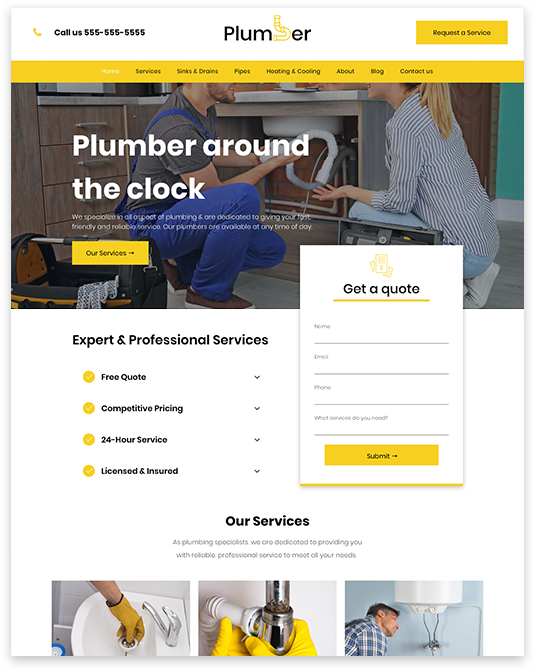 Call us 555-555-5555
Plumber
Request a Service
Home Services Sinks & Drains Pipes Heating & Cooling About Blog Contact us
Plumber around
the clock
We specialize in all aspect of plumbing & are dedicated to giving your fast,
friendly and reliable service. Our plumbers are available at any time of day.
Our Services →
Get a quote
Name
Email
Phone
What services do you need?
Submit →
Expert & Professional Services
Free Quote
Competitive Pricing
24-Hour Service
Licensed & Insured
Our Services
As plumbing specialists, we are dedicated to providing you
with reliable, professional service to meet all your needs.